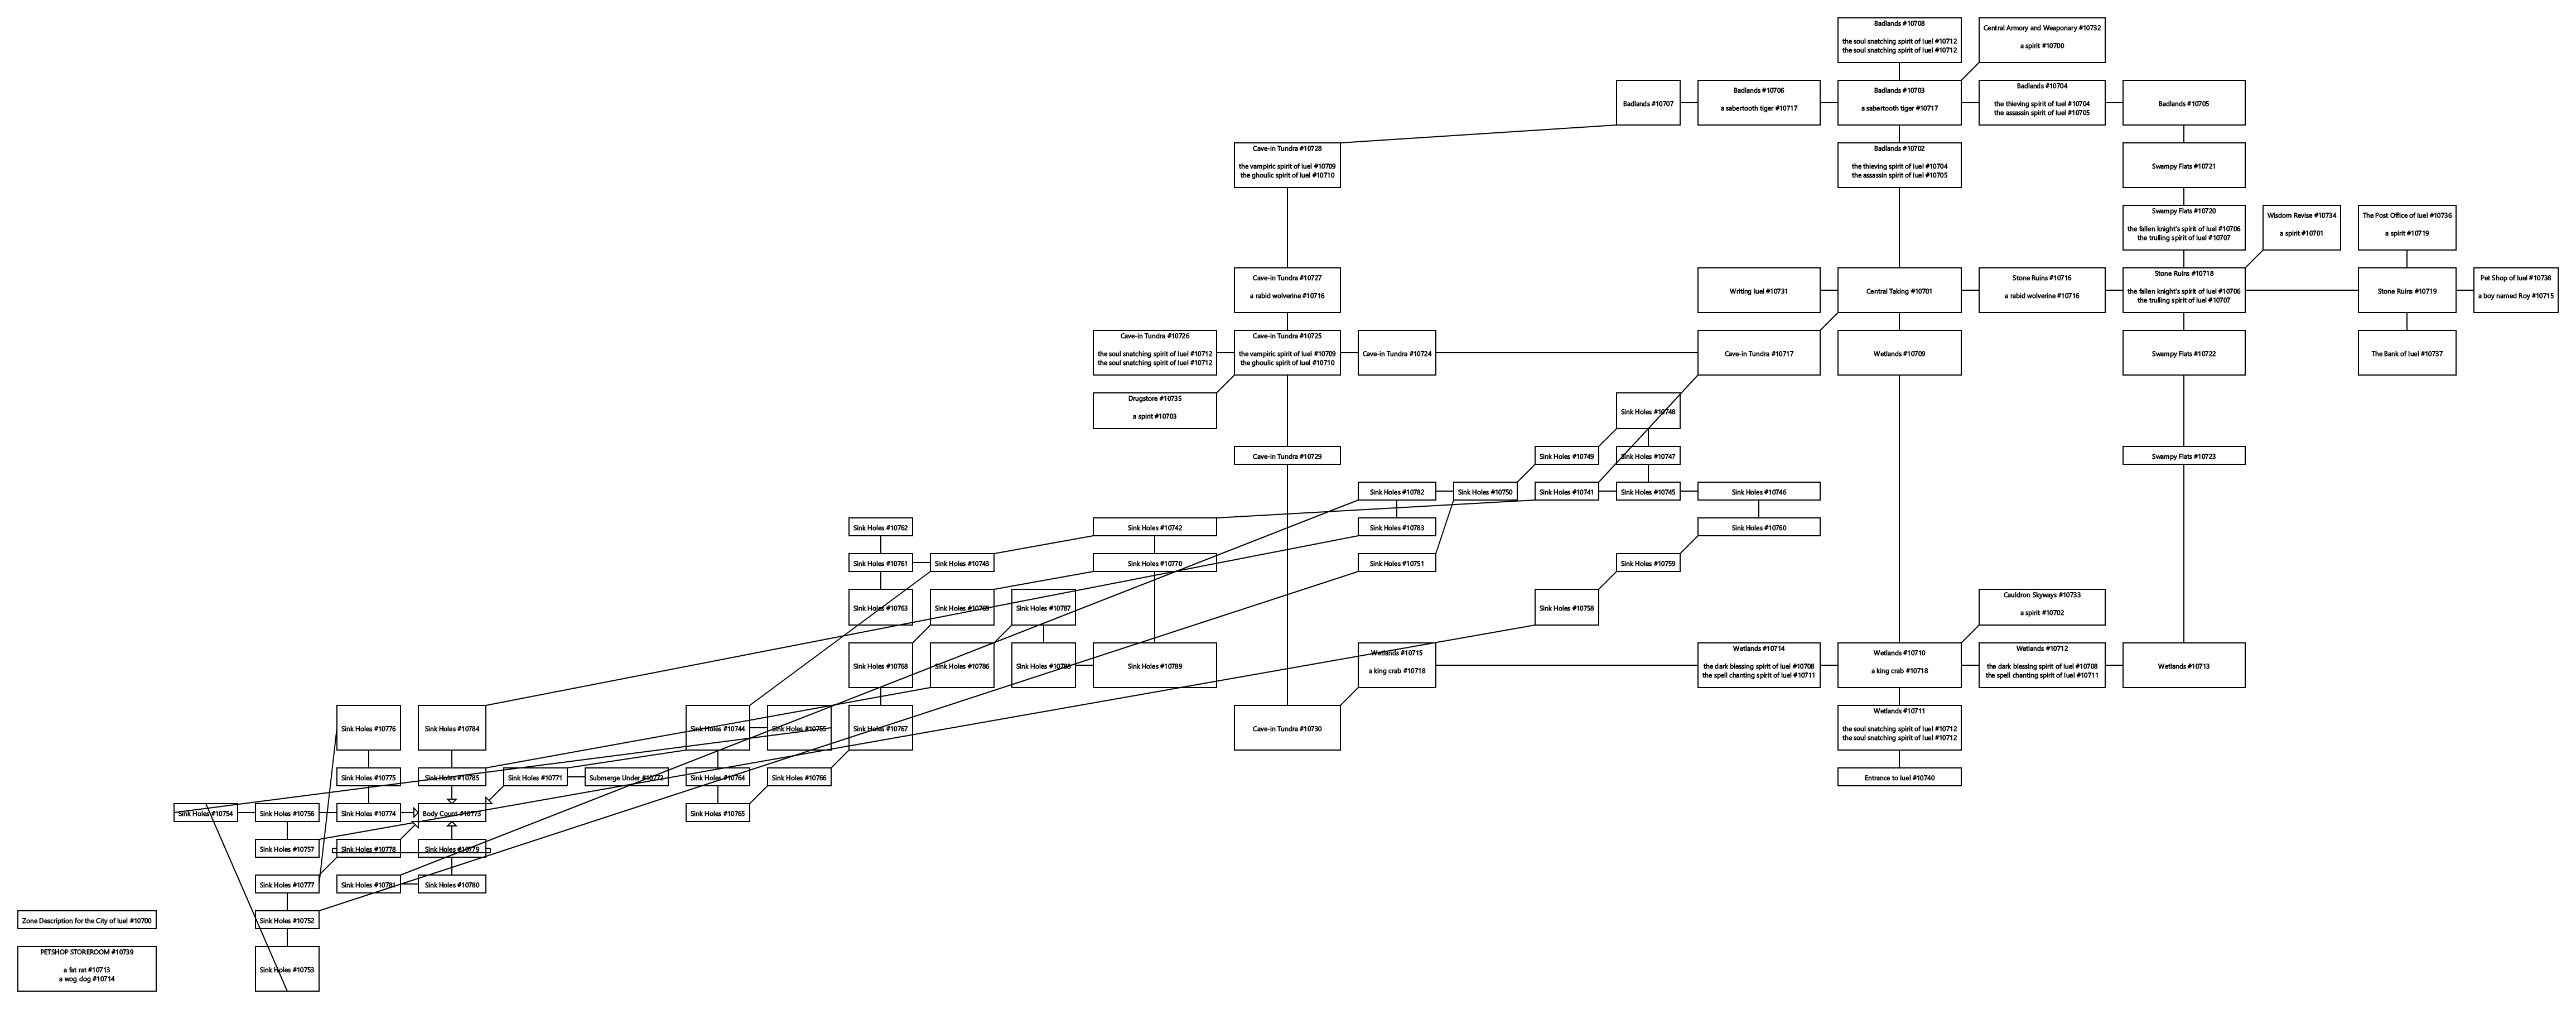 Badlands #10708
the soul snatching spirit of Iuel #10712
the soul snatching spirit of Iuel #10712
Central Armory and Weaponary #10732
a spirit #10700
Badlands #10707
Badlands #10706
a sabertooth tiger #10717
Badlands #10703
a sabertooth tiger #10717
Badlands #10704
the thieving spirit of Iuel #10704
the assassin spirit of Iuel #10705
Badlands #10705
Cave-in Tundra #10728
the vampiric spirit of Iuel #10709
the ghoulic spirit of Iuel #10710
Badlands #10702
the thieving spirit of Iuel #10704
the assassin spirit of Iuel #10705
Swampy Flats #10721
Swampy Flats #10720
the fallen knight's spirit of Iuel #10706
the trulling spirit of Iuel #10707
Wisdom Revise #10734
a spirit #10701
The Post Office of Iuel #10736
a spirit #10719
Cave-in Tundra #10727
a rabid wolverine #10716
Writing Iuel #10731
Central Taking #10701
Stone Ruins #10716
a rabid wolverine #10716
Stone Ruins #10718
the fallen knight's spirit of Iuel #10706
the trulling spirit of Iuel #10707
Stone Ruins #10719
Pet Shop of Iuel #10738
a boy named Roy #10715
Cave-in Tundra #10726
the soul snatching spirit of Iuel #10712
the soul snatching spirit of Iuel #10712
Cave-in Tundra #10725
the vampiric spirit of Iuel #10709
the ghoulic spirit of Iuel #10710
Cave-in Tundra #10724
Cave-in Tundra #10717
Wetlands #10709
Swampy Flats #10722
The Bank of Iuel #10737
Drugstore #10735
a spirit #10703
Sink Holes #10748
Cave-in Tundra #10729
Sink Holes #10749
Sink Holes #10747
Swampy Flats #10723
Sink Holes #10782
Sink Holes #10750
Sink Holes #10741
Sink Holes #10745
Sink Holes #10746
Sink Holes #10762
Sink Holes #10742
Sink Holes #10783
Sink Holes #10760
Sink Holes #10761
Sink Holes #10743
Sink Holes #10770
Sink Holes #10751
Sink Holes #10759
Sink Holes #10763
Sink Holes #10769
Sink Holes #10787
Sink Holes #10758
Cauldron Skyways #10733
a spirit #10702
Sink Holes #10768
Sink Holes #10786
Sink Holes #10788
Sink Holes #10789
Wetlands #10715
a king crab #10718
Wetlands #10714
the dark blessing spirit of Iuel #10708
the spell chanting spirit of Iuel #10711
Wetlands #10710
a king crab #10718
Wetlands #10712
the dark blessing spirit of Iuel #10708
the spell chanting spirit of Iuel #10711
Wetlands #10713
Sink Holes #10776
Sink Holes #10784
Sink Holes #10744
Sink Holes #10755
Sink Holes #10767
Cave-in Tundra #10730
Wetlands #10711
the soul snatching spirit of Iuel #10712
the soul snatching spirit of Iuel #10712
Sink Holes #10775
Sink Holes #10785
Sink Holes #10771
Submerge Under #10772
Sink Holes #10764
Sink Holes #10766
Entrance to Iuel #10740
Sink Holes #10754
Sink Holes #10756
Sink Holes #10774
Body Count #10773
Sink Holes #10765
Sink Holes #10757
Sink Holes #10778
Sink Holes #10779
Sink Holes #10777
Sink Holes #10781
Sink Holes #10780
Zone Description for the City of Iuel #10700
Sink Holes #10752
PETSHOP STOREROOM #10739
a fat rat #10713
a wog dog #10714
Sink Holes #10753